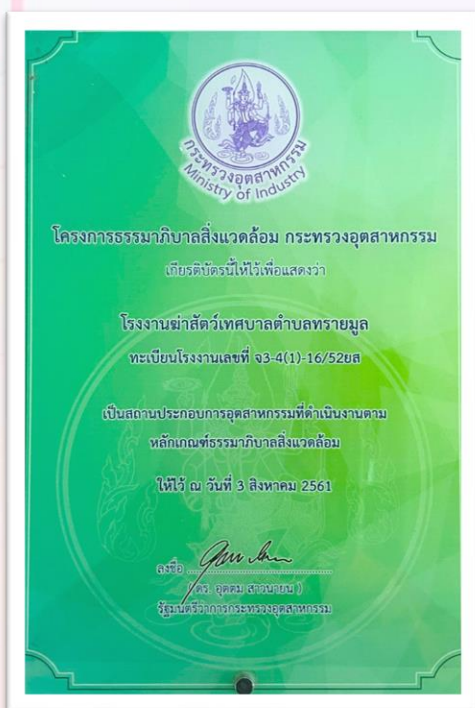 กระทรวงอุตสาหกรรม
Ministry of Industry
โครงการธรรมาภิบาลสิ่งแวดล้อม กระทรวงอุตสาหกรรม
เกียรติบัตรนี้ให้ไว้เพื่อแสดงว่า
โรงงานฆ่าสัตว์เทศบาลตำบลทรายมูล
ทะเบียนโรงงานเลขที่ จ3-4(1)-16/52ยส
เป็นสถานประกอบการอุตสาหกรรมที่ดำเนินงานตาม
หลักเกณฑ์ธรรมาภิบาลสิ่งแวดล้อม
ให้ไว้ ณ วันที่ 3 สิงหาคม 2561
ลงชื่อ
(ดร. อุตตม สาวนายน )
รัฐมนตรีว่าการกระทรวงอุตสาหกรรม